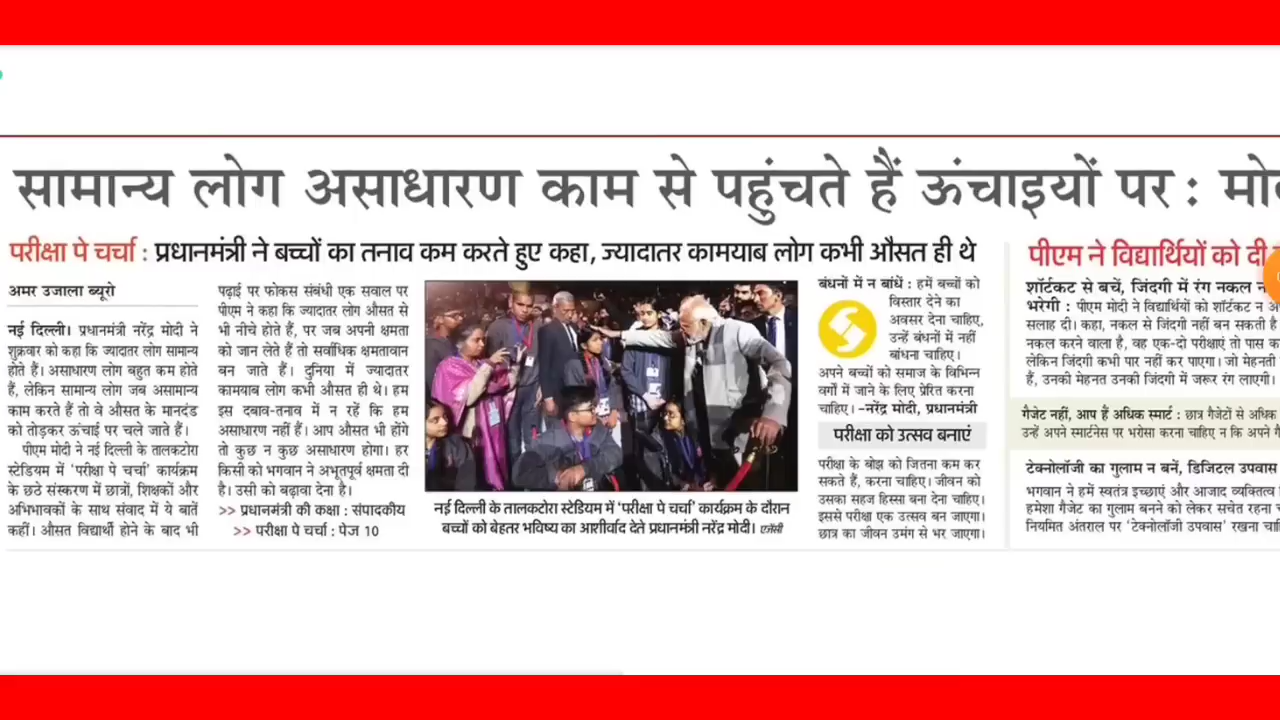 सामान्य लोग असाधारण काम से पहुंचते हैं ऊंचाइयों पर : मो
परीक्षा पे चर्चा : प्रधानमंत्री ने बच्चों का तनाव कम करते हुए कहा, ज्यादातर कामयाब लोग कभी औसत ही थे
अमर उजाला ब्यूरो
नई दिल्ली। प्रधानमंत्री नरेंद्र मोदी ने
शुक्रवार को कहा कि ज्यादातर लोग सामान्य
होते हैं। असाधारण लोग बहुत कम होते
हैं, लेकिन सामान्य लोग जब असामान्य
काम करते हैं तो वे औसत के मानदंड
को तोड़कर ऊंचाई पर चले जाते हैं।
पीएम मोदी ने नई दिल्ली के तालकटोरा
स्टेडियम में 'परीक्षा पे चर्चा' कार्यक्रम
के छठे संस्करण में छात्रों, शिक्षकों और
अभिभावकों के साथ संवाद में ये बातें
कहीं। औसत विद्यार्थी होने के बाद भी
पढ़ाई पर फोकस संबंधी एक सवाल पर
पीएम ने कहा कि ज्यादातर लोग औसत से
भी नीचे होते हैं, पर जब अपनी क्षमता
को जान लेते हैं तो सर्वाधिक क्षमतावान
बन जाते हैं। दुनिया में ज्यादातर
कामयाब लोग कभी औसत ही थे। हम
इस दबाव-तनाव में न रहें कि हम
असाधारण नहीं हैं। आप औसत भी होंगे
तो कुछ न कुछ असाधारण होगा। हर
किसी को भगवान ने अभूतपूर्व क्षमता दी
है। उसी को बढ़ावा देना है।
>> प्रधानमंत्री की कक्षा : संपादकीय
>> परीक्षा पे चर्चा : पेज 10
नई दिल्ली के तालकटोरा स्टेडियम में 'परीक्षा पे चर्चा' कार्यक्रम के दौरान
बच्चों को बेहतर भविष्य का आशीर्वाद देते प्रधानमंत्री नरेंद्र मोदी। एजेंसी
बंधनों में न बांधें : हमें बच्चों को
विस्तार देने का
अवसर देना चाहिए,
उन्हें बंधनों में नहीं
बांधना चाहिए।
अपने बच्चों को समाज के विभिन्न
वर्गों में जाने के लिए प्रेरित करना
चाहिए। -नरेंद्र मोदी, प्रधानमंत्री
परीक्षा को उत्सव बनाएं
परीक्षा के बोझ को जितना कम कर
सकते हैं, करना चाहिए। जीवन को
उसका सहज हिस्सा बना देना चाहिए।
इससे परीक्षा एक उत्सव बन जाएगा।
छात्र का जीवन उमंग से भर जाएगा।
पीएम ने विद्यार्थियों को दी
शॉर्टकट से बचें, जिंदगी में रंग नकल न
भरेगी : पीएम मोदी ने विद्यार्थियों को शॉर्टकट न अ
सलाह दी। कहा, नकल से जिंदगी नहीं बन सकती है
नकल करने वाला है, वह एक-दो परीक्षाएं तो पास क
लेकिन जिंदगी कभी पार नहीं कर पाएगा। जो मेहनती
हैं, उनकी मेहनत उनकी जिंदगी में जरूर रंग लाएगी।
गैजेट नहीं, आप हैं अधिक स्मार्ट : छात्र गैजेटों से अधिक
उन्हें अपने स्मार्टनेस पर भरोसा करना चाहिए न कि अपने गै
टेक्नोलॉजी का गुलाम न बनें, डिजिटल उपवास
भगवान ने हमें स्वतंत्र इच्छाएं और आजाद व्यक्तित्व
हमेशा गैजेट का गुलाम बनने को लेकर सचेत रहना च
नियमित अंतराल पर 'टेक्नोलॉजी उपवास' रखना चाहि